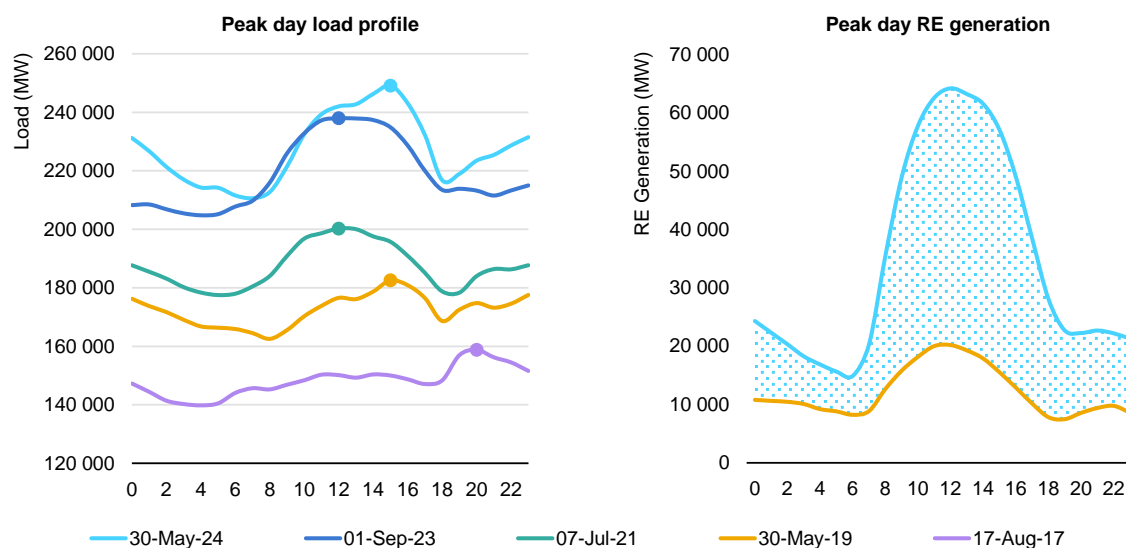 Peak day load profile
Load (MW)
260 000
240 000
220 000
200 000
180 000
160 000
140 000
120 000
0 2 4 6 8 10 12 14 16 18 20 22
Peak day RE generation
RE Generation (MW)
70 000
60 000
50 000
40 000
30 000
20 000
10 000
0
0 2 4 6 8 10 12 14 16 18 20 22
30-May-24 01-Sep-23 07-Jul-21 30-May-19 17-Aug-17